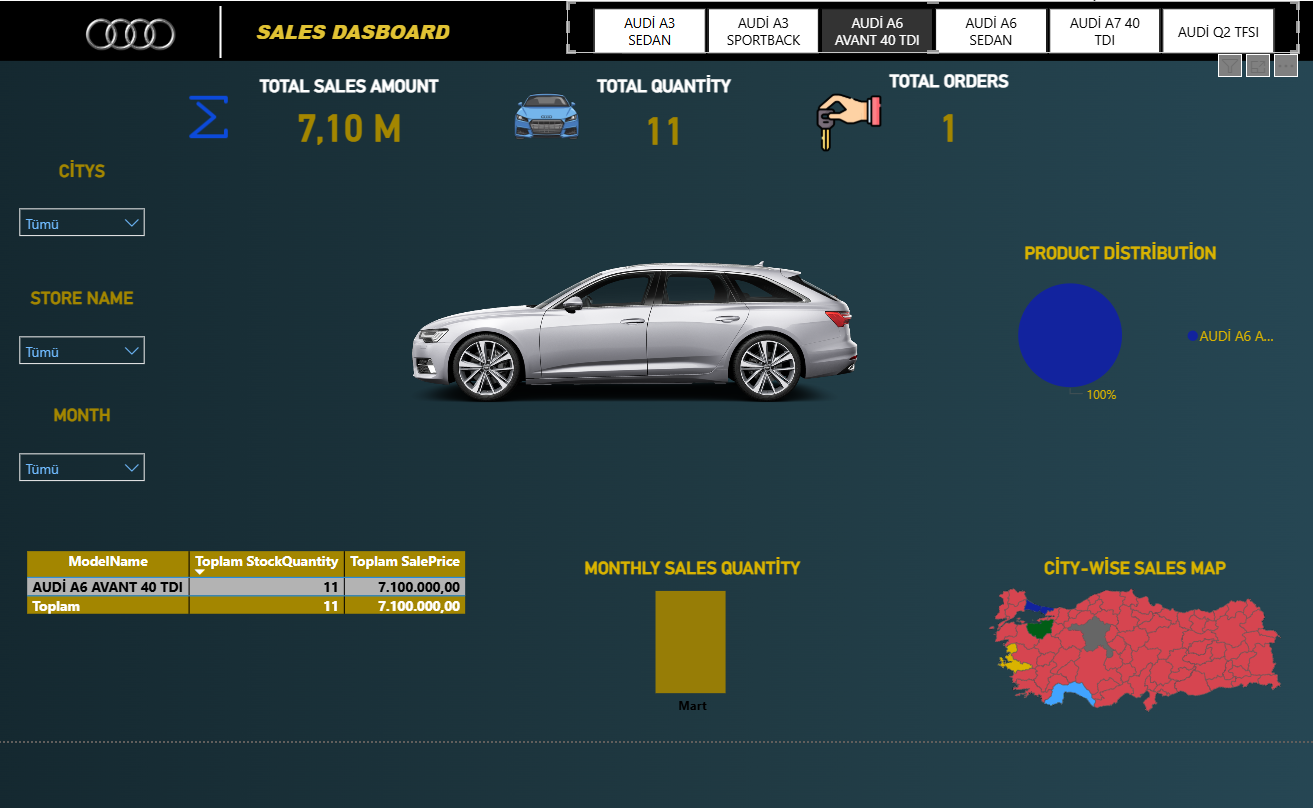 SALES DASBOARD
AUDİ A3
SEDAN
AUDİ A3
SPORTBACK
AUDİ A6
AVANT 40 TDI
AUDİ A6
SEDAN
AUDİ A7 40
TDI
AUDİ Q2 TFSI
TOTAL SALES AMOUNT
7,10 M
TOTAL QUANTİTY
11
TOTAL ORDERS
1
CİTYS
Tümü
STORE NAME
Tümü
MONTH
Tümü
PRODUCT DİSTRİBUTİON
AUDİ A6 A...
100%
ModelName Toplam StockQuantity Toplam SalePrice
AUDİ A6 AVANT 40 TDI 11 7.100.000,00
Toplam 11 7.100.000,00
MONTHLY SALES QUANTİTY
Mart
CİTY-WİSE SALES MAP